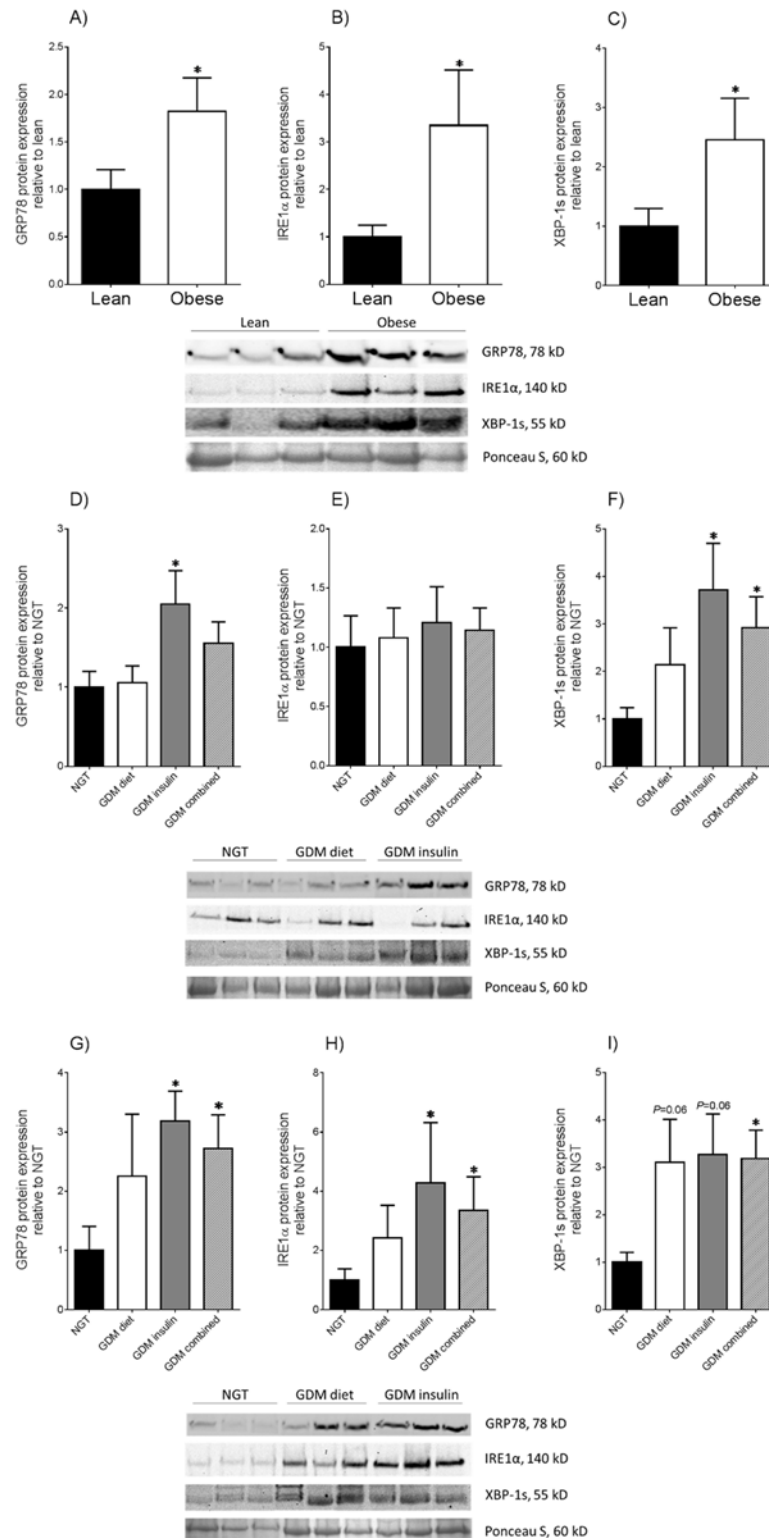 A)
GRP78 protein expression
relative to lean
2.5
2.0
1.5
1.0
0.5
0.0
*
Lean
Obese
B)
IRE1α protein expression
relative to lean
5
4
3
2
1
0
*
Lean
Obese
C)
XBP-1s protein expression
relative to lean
4
3
2
1
0
*
Lean
Obese
Lean
Obese
GRP78, 78 kD
IRE1α, 140 kD
XBP-1s, 55 kD
Ponceau S, 60 kD
D)
GRP78 protein expression
relative to NGT
3
2
1
0
*
NGT
GDM diet
GDM insulin
GDM combined
E)
IRE1α protein expression
relative to NGT
2.0
1.5
1.0
0.5
0.0
NGT
GDM diet
GDM insulin
GDM combined
F)
XBP-1s protein expression
relative to NGT
5
4
3
2
1
0
*
*
NGT
GDM diet
GDM insulin
GDM combined
NGT
GDM diet
GDM insulin
GRP78, 78 kD
IRE1α, 140 kD
XBP-1s, 55 kD
Ponceau S, 60 kD
G)
GRP78 protein expression
relative to NGT
4
3
2
1
0
*
*
NGT
GDM diet
GDM insulin
GDM combined
H)
IRE1α protein expression
relative to NGT
8
6
4
2
0
*
*
NGT
GDM diet
GDM insulin
GDM combined
I)
XBP-1s protein expression
relative to NGT
5
4
3
2
1
0
P=0.06
P=0.06
*
NGT
GDM diet
GDM insulin
GDM combined
NGT
GDM diet
GDM insulin
GRP78, 78 kD
IRE1α, 140 kD
XBP-1s, 55 kD
Ponceau S, 60 kD